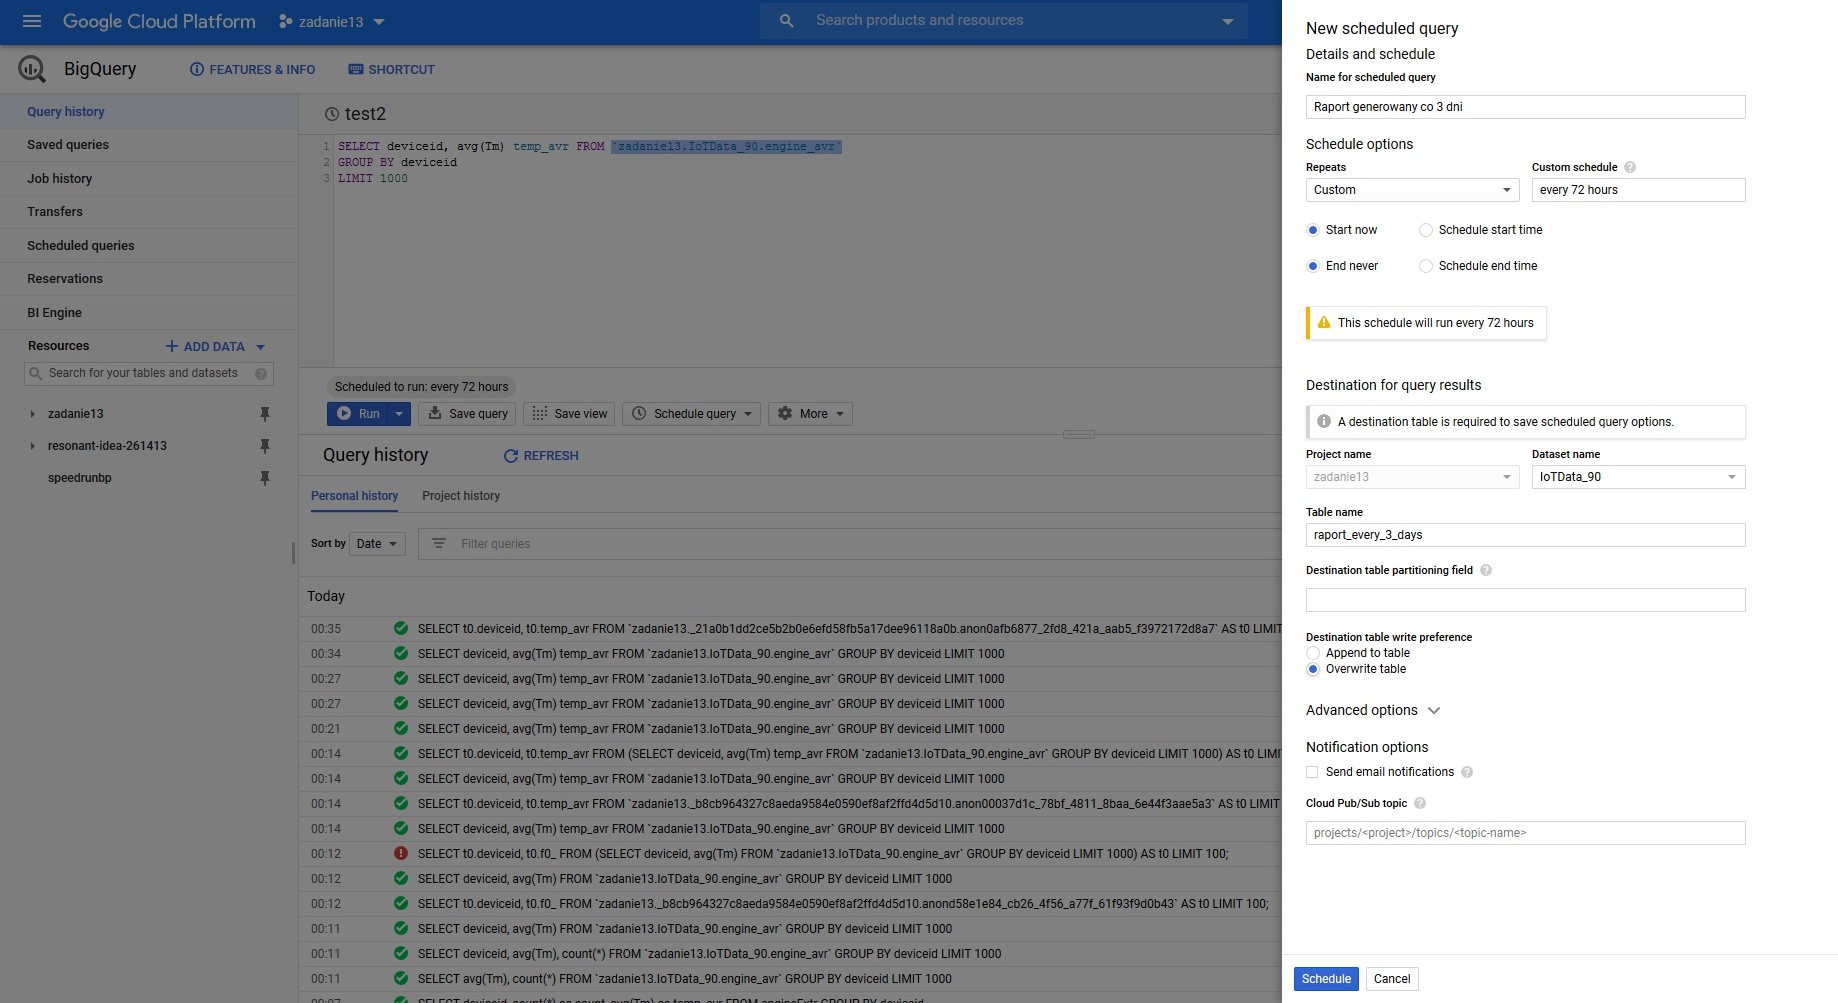 Google Cloud Platform
zadanie13
Search products and resources
BigQuery
FEATURES & INFO
SHORTCUT
Query history
Saved queries
Job history
Transfers
Scheduled queries
Reservations
BI Engine
Resources
ADD DATA
Search for your tables and datasets
zadanie13
resonant-idea-261413
speedrunbp
test2
1 SELECT deviceid, avg(Tm) temp_avr FROM `zadanie13.IoTData_90.engine_avr`
2 GROUP BY deviceid
3 LIMIT 1000
Scheduled to run: every 72 hours
Run
Save query
Save view
Schedule query
More
Query history
REFRESH
Personal history
Project history
Sort by
Date
Filter queries
Today
00:35 SELECT t0.deviceid, t0.temp_avr FROM `zadanie13._21a0b1dd2ce5b2b0e6efd58fb5a17dee96118a0b.anon0afb6877_2fd8_421a_aab5_f3972172d8a7` AS t0 LIMIT
00:34 SELECT deviceid, avg(Tm) temp_avr FROM `zadanie13.IoTData_90.engine_avr` GROUP BY deviceid LIMIT 1000
00:27 SELECT deviceid, avg(Tm) temp_avr FROM `zadanie13.IoTData_90.engine_avr` GROUP BY deviceid LIMIT 1000
00:27 SELECT deviceid, avg(Tm) temp_avr FROM `zadanie13.IoTData_90.engine_avr` GROUP BY deviceid LIMIT 1000
00:21 SELECT deviceid, avg(Tm) temp_avr FROM `zadanie13.IoTData_90.engine_avr` GROUP BY deviceid LIMIT 1000
00:14 SELECT t0.deviceid, t0.temp_avr FROM (SELECT deviceid, avg(Tm) temp_avr FROM `zadanie13.IoTData_90.engine_avr` GROUP BY deviceid LIMIT 1000) AS t0 LIMI
00:14 SELECT deviceid, avg(Tm) temp_avr FROM `zadanie13.IoTData_90.engine_avr` GROUP BY deviceid LIMIT 1000
00:14 SELECT t0.deviceid, t0.temp_avr FROM `zadanie13._b8cb964327c8aeda9584e0590ef8af2ffd4d5d10.anon00037d1c_78bf_4811_8baa_6e44f3aae5a3` AS t0 LIMIT
00:14 SELECT deviceid, avg(Tm) temp_avr FROM `zadanie13.IoTData_90.engine_avr` GROUP BY deviceid LIMIT 1000
00:12 SELECT t0.deviceid, t0.f0_ FROM (SELECT deviceid, avg(Tm) FROM `zadanie13.IoTData_90.engine_avr` GROUP BY deviceid LIMIT 1000) AS t0 LIMIT 100;
00:12 SELECT deviceid, avg(Tm) FROM `zadanie13.IoTData_90.engine_avr` GROUP BY deviceid LIMIT 1000
00:12 SELECT t0.deviceid, t0.f0_ FROM `zadanie13._b8cb964327c8aeda9584e0590ef8af2ffd4d5d10.anond58e1e84_cb26_4f56_a77f_61f93f9d0b43` AS t0 LIMIT 100;
00:11 SELECT deviceid, avg(Tm) FROM `zadanie13.IoTData_90.engine_avr` GROUP BY deviceid LIMIT 1000
00:11 SELECT deviceid, avg(Tm), count(*) FROM `zadanie13.IoTData_90.engine_avr` GROUP BY deviceid LIMIT 1000
00:11 SELECT avg(Tm), count(*) FROM `zadanie13.IoTData_90.engine_avr` GROUP BY deviceid LIMIT 1000
New scheduled query
Details and schedule
Name for scheduled query
Raport generowany co 3 dni
Schedule options
Repeats
Custom schedule
Custom
every 72 hours
Start now
Schedule start time
End never
Schedule end time
This schedule will run every 72 hours
Destination for query results
A destination table is required to save scheduled query options.
Project name
Dataset name
zadanie13
IoTData_90
Table name
raport_every_3_days
Destination table partitioning field
Destination table write preference
Append to table
Overwrite table
Advanced options
Notification options
Send email notifications
Cloud Pub/Sub topic
projects/<project>/topics/<topic-name>
Schedule
Cancel